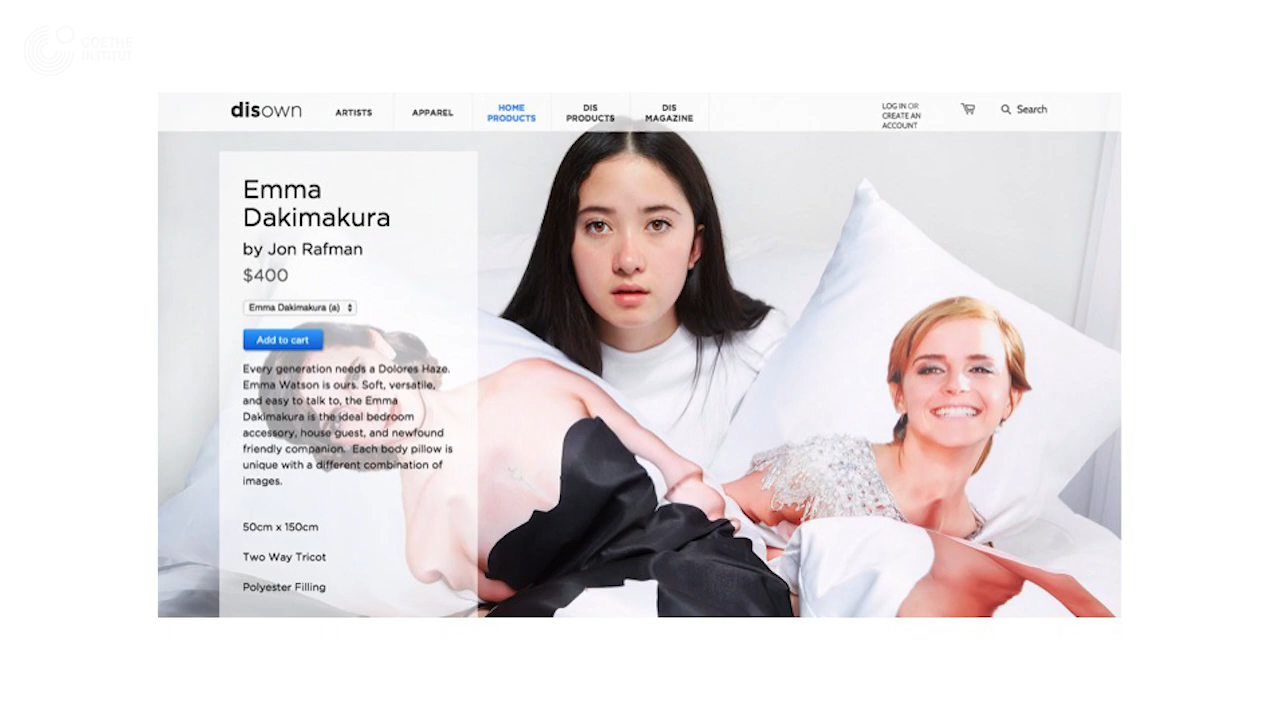 GOETHE
INSTITUT
disown
ARTISTS
APPAREL
HOME
PRODUCTS
DIS
PRODUCTS
DIS
MAGAZINE
LOG IN OR
CREATE AN
ACCOUNT
Search
Emma
Dakimakura
by Jon Rafman
$400
Emma Dakimakura (a)
Add to cart
Every generation needs a Dolores Haze.
Emma Watson is ours. Soft, versatile,
and easy to talk to, the Emma
Dakimakura is the ideal bedroom
accessory, house guest, and newfound
friendly companion. Each body pillow is
unique with a different combination of
images.
50cm x 150cm
Two Way Tricot
Polyester Filling